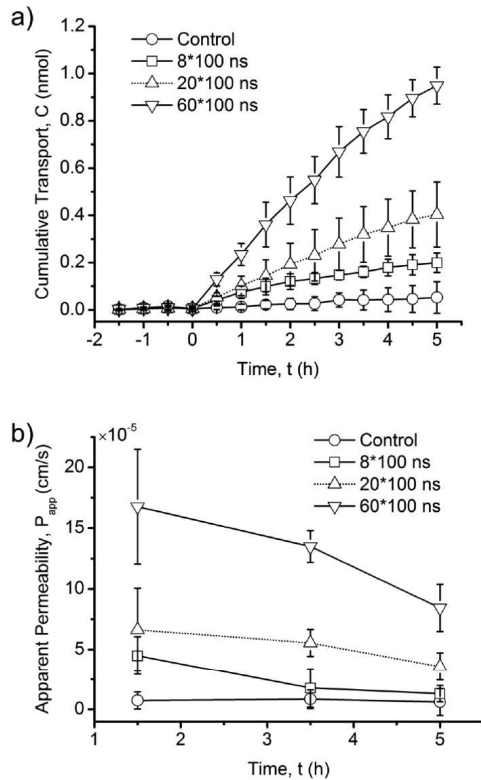 a)
Control
8*100 ns
20*100 ns
60*100 ns
1.2
1.0
0.8
0.6
0.4
0.2
0.0
Cumulative Transport, C (nmol)
-2 -1 0 1 2 3 4 5
Time, t (h)
b)
×10⁻⁵
Control
8*100 ns
20*100 ns
60*100 ns
20
15
10
5
0
Apparent Permeability, Pₐₚₚ (cm/s)
1 2 3 4 5
Time, t (h)